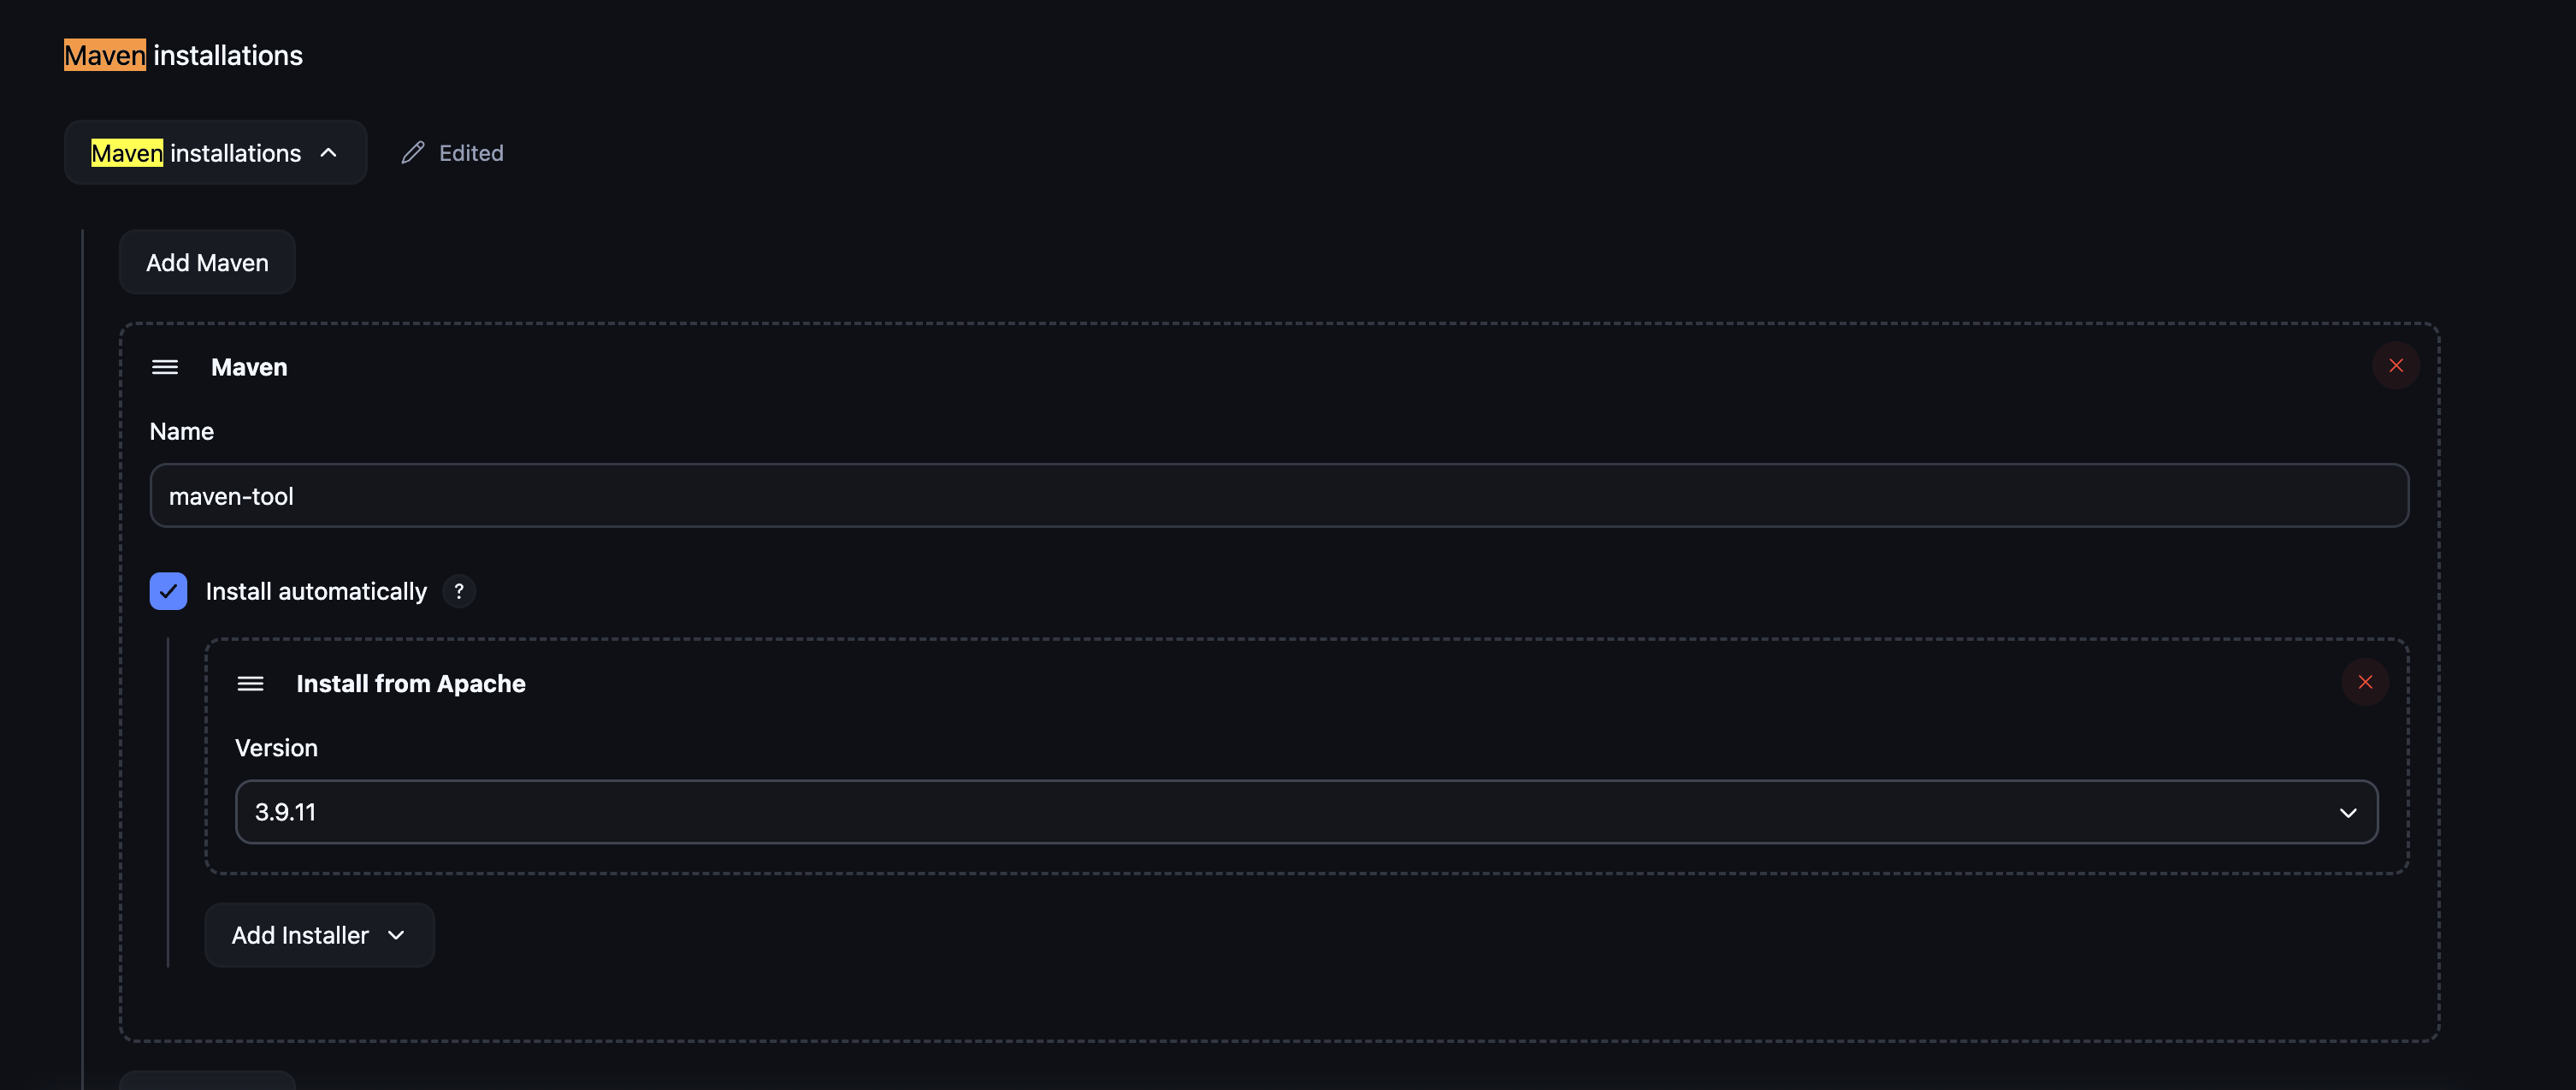 Maven installations
Maven installations
Edited
Add Maven
Maven
Name
maven-tool
Install automatically ?
Install from Apache
Version
3.9.11
Add Installer